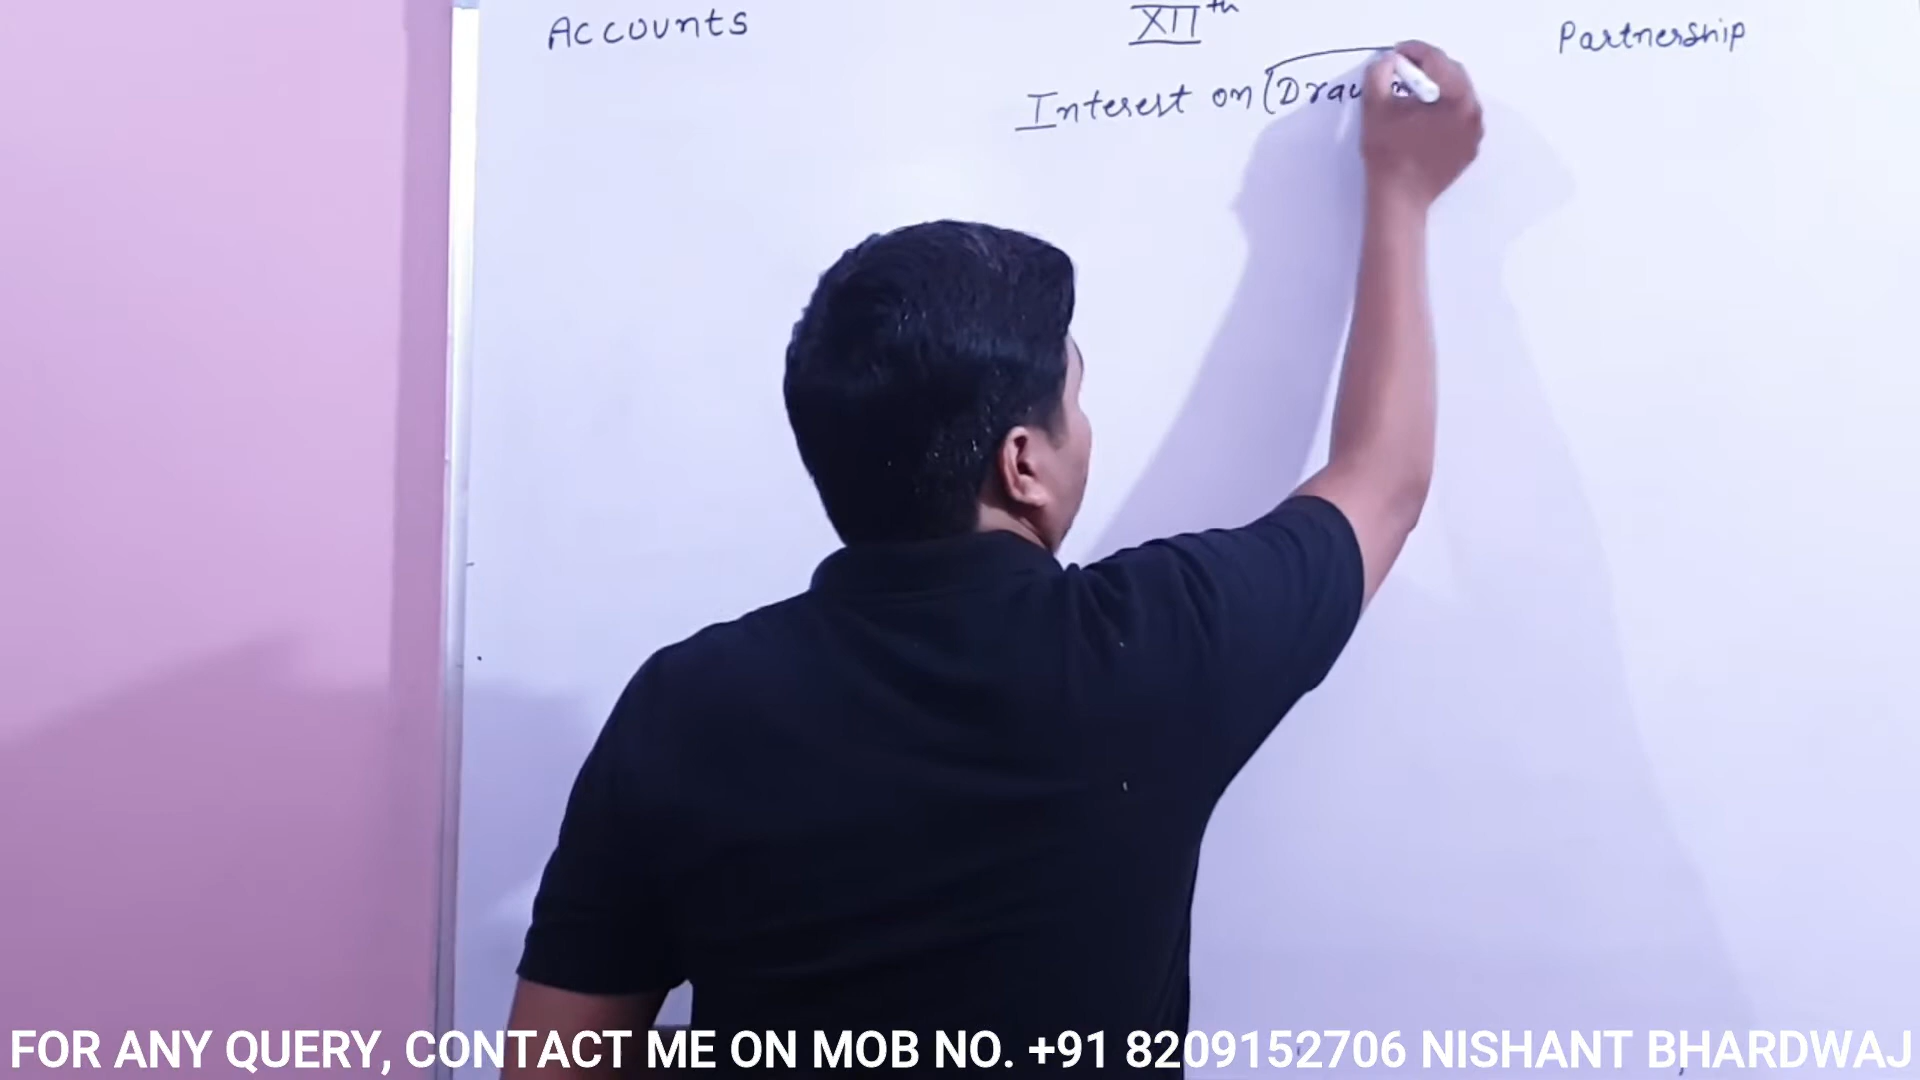 Accounts XIIth Partnership
Interest on
FOR ANY QUERY, CONTACT ME ON MOB NO. +91 8209152706 NISHANT BHARDWAJ